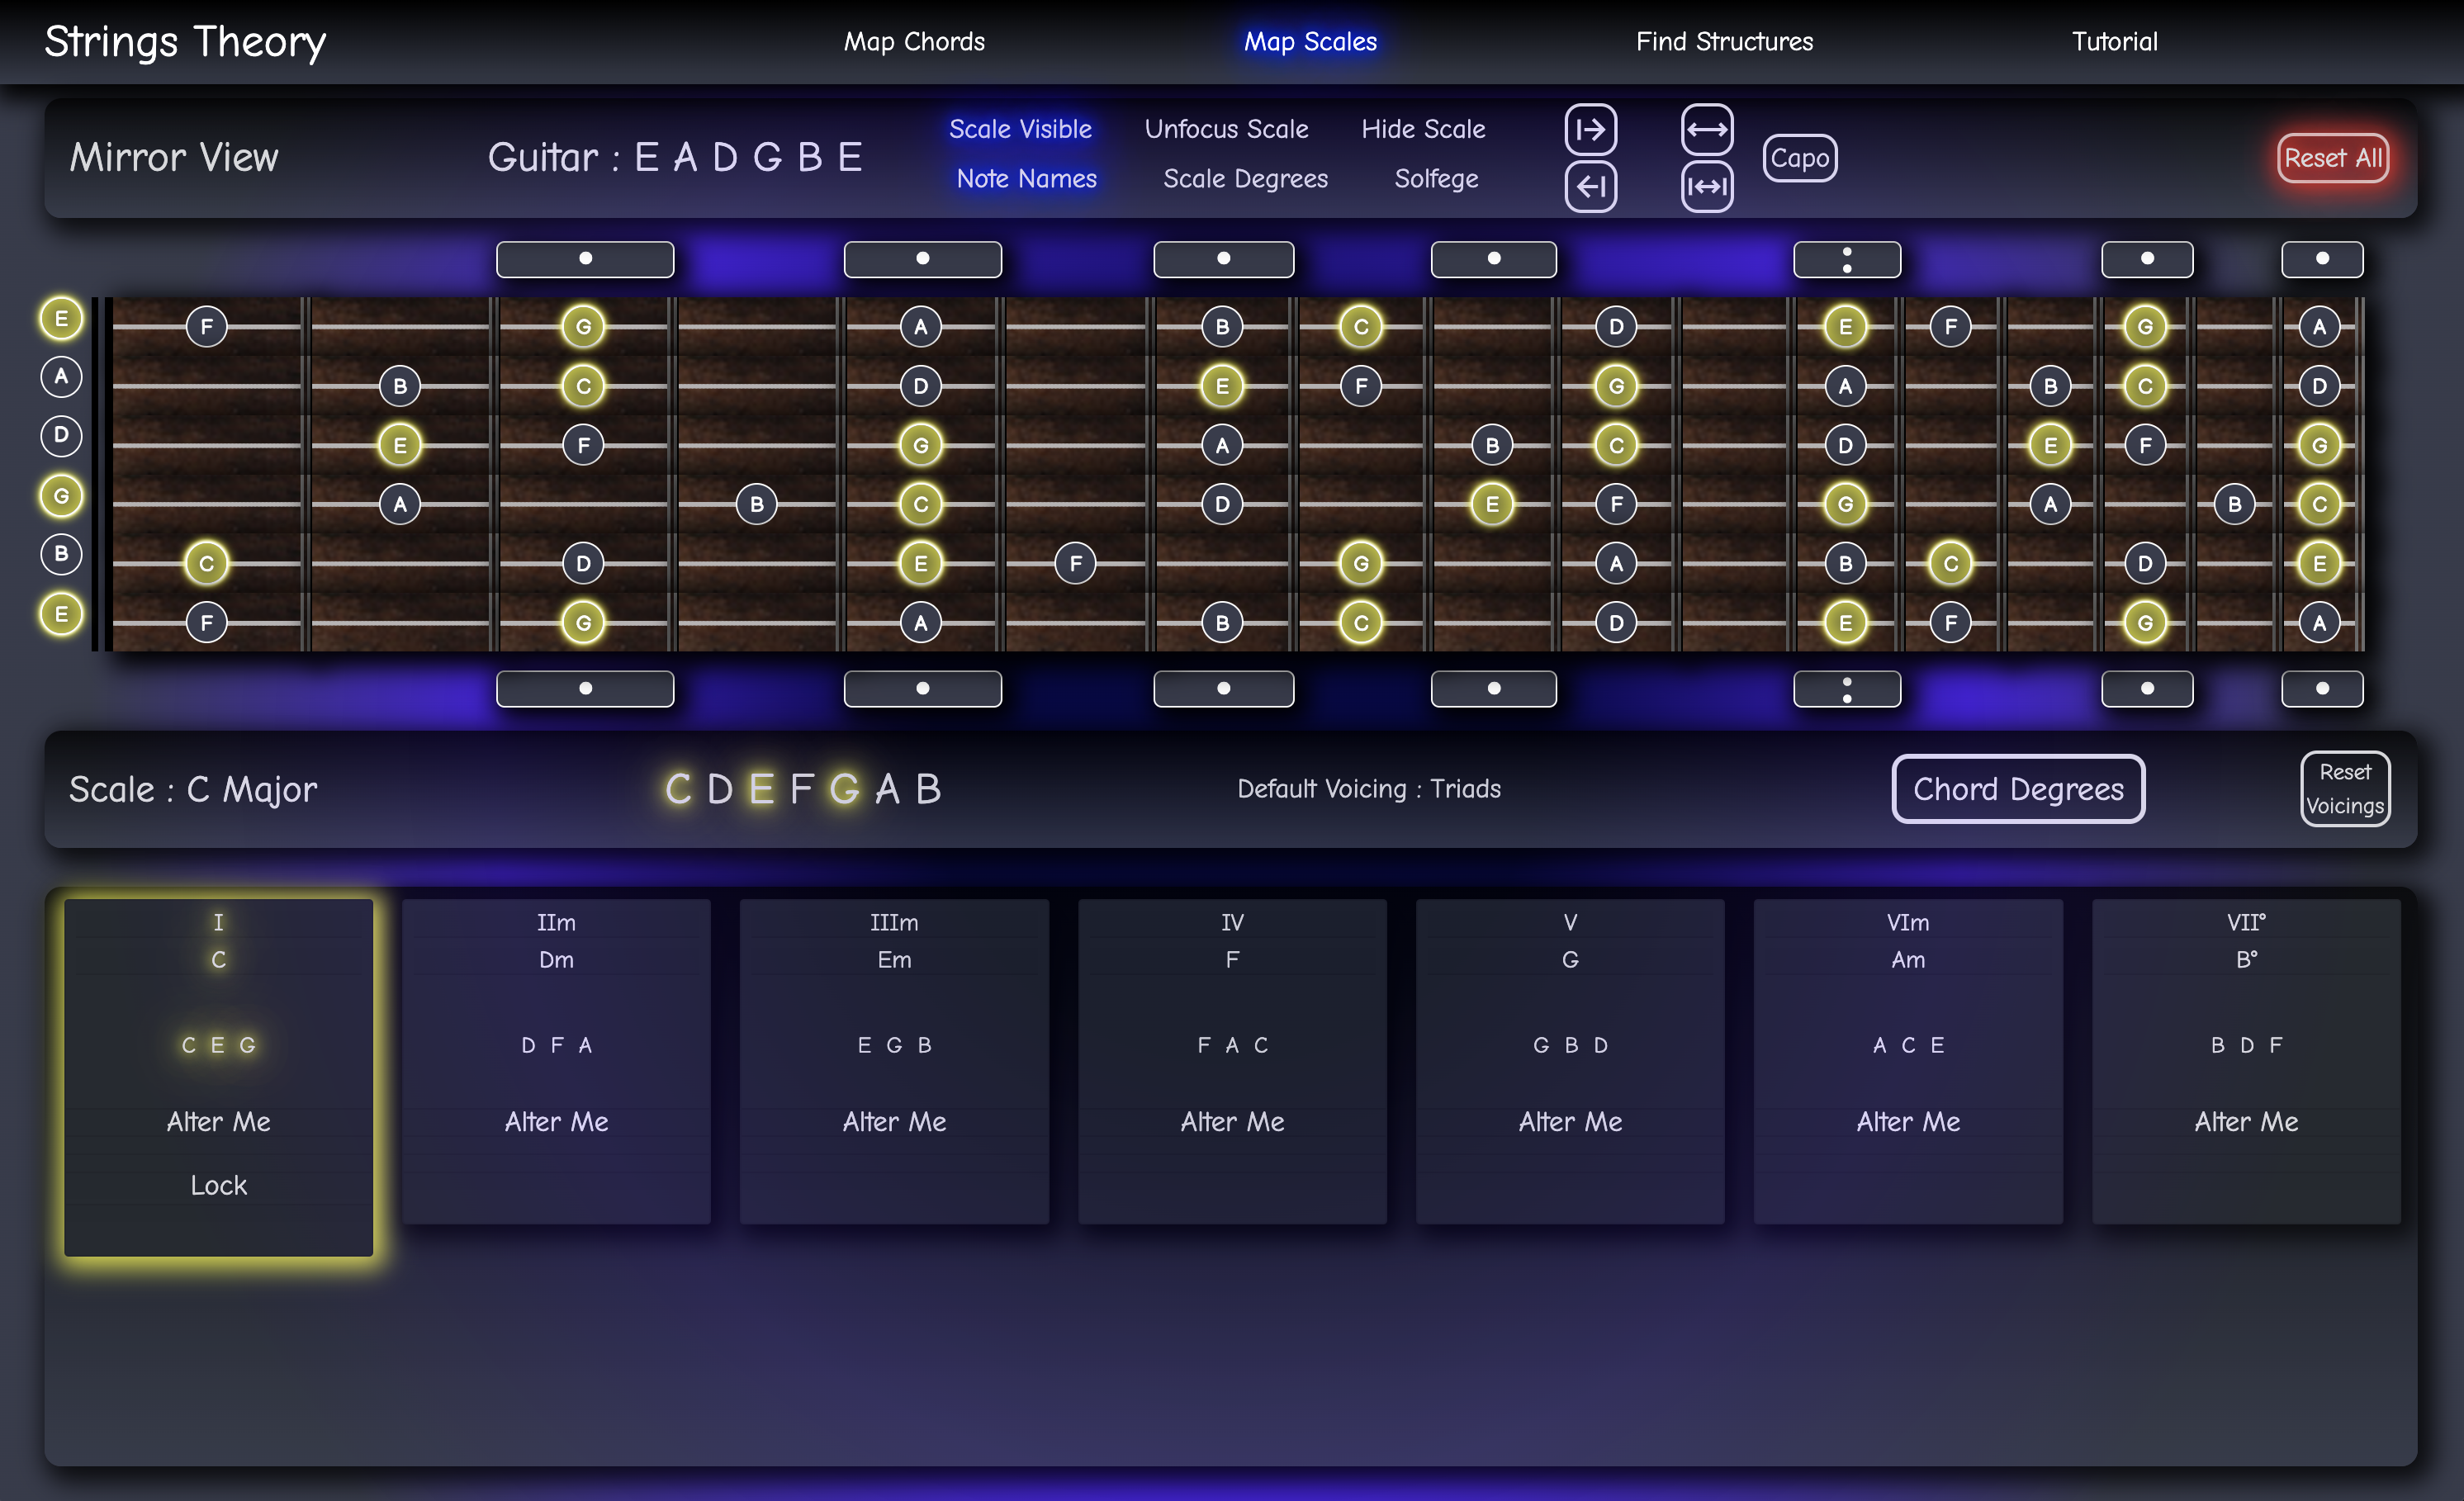 Strings Theory Map Chords Map Scales Find Structures Tutorial
Mirror View Guitar : E A D G B E
Scale Visible Unfocus Scale Hide Scale
Note Names Scale Degrees Solfege
Capo
Reset All
E F G A B C D E F G A
A B C D E F G A B C D
D E F G A B C D E F G
G A B C D E F G A B C
B C D E F G A B C D E
E F G A B C D E F G A
Scale : C Major C D E F G A B Default Voicing : Triads Chord Degrees
Reset
Voicings
I IIm IIIm IV V VIm VII°
C Dm Em F G Am B°
C E G D F A E G B F A C G B D A C E B D F
Alter Me Alter Me Alter Me Alter Me Alter Me Alter Me Alter Me
Lock